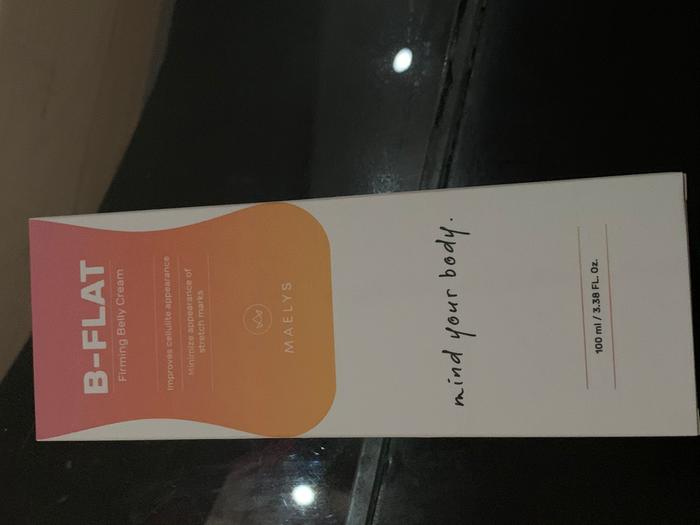 B-FLAT
Firming Belly Cream
Improves cellulite appearance
Minimize appearance of
stretch marks
MAELYS
mind your body.
100 ml / 3.38 FL. Oz.